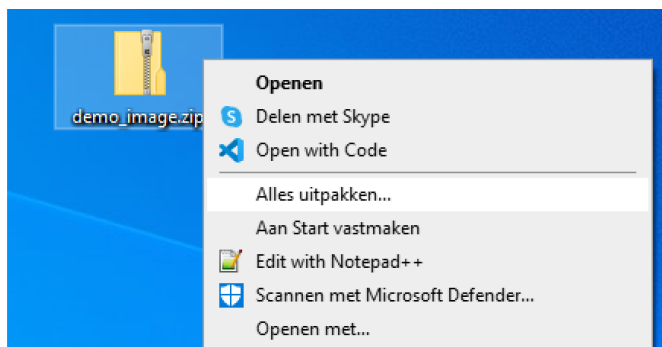 demo_image.zip
Openen
Delen met Skype
Open with Code
Alles uitpakken...
Aan Start vastmaken
Edit with Notepad++
Scannen met Microsoft Defender...
Openen met...